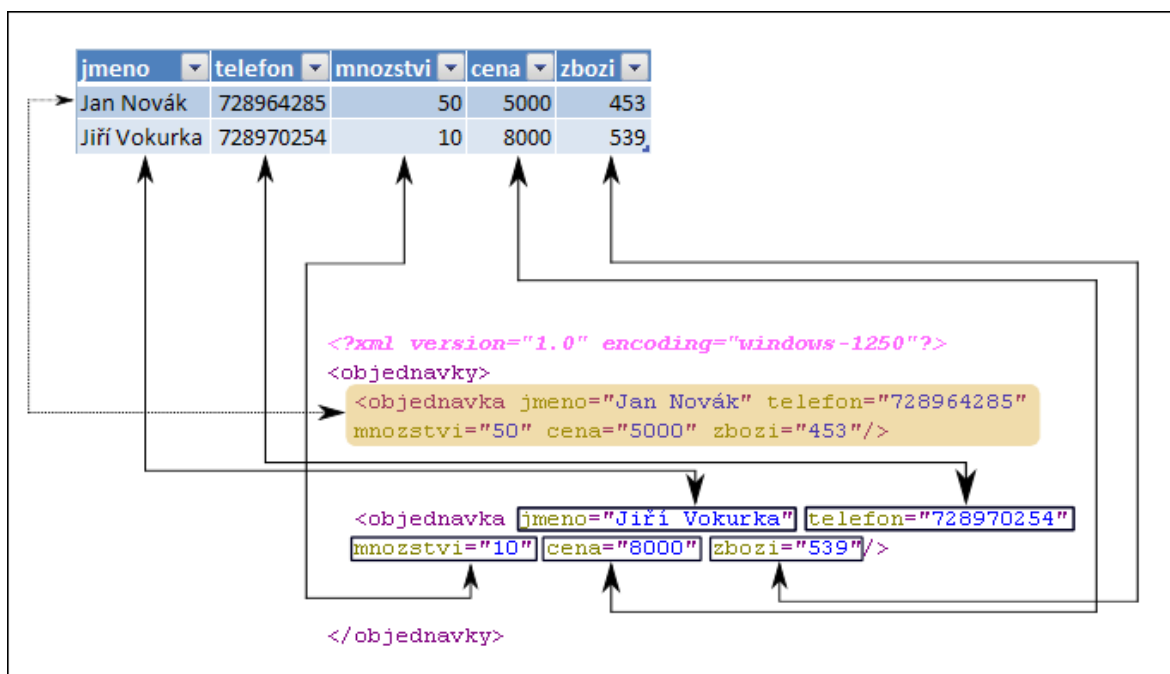 jmeno telefon mnozstvi cena zbozi
Jan Novák 728964285 50 5000 453
Jiří Vokurka 728970254 10 8000 539
<?xml version="1.0" encoding="windows-1250"?>
<objednavky>
<objednavka jmeno="Jan Novák" telefon="728964285"
mnozstvi="50" cena="5000" zbozi="453"/>
<objednavka jmeno="Jiří Vokurka" telefon="728970254"
mnozstvi="10" cena="8000" zbozi="539"/>
</objednavky>